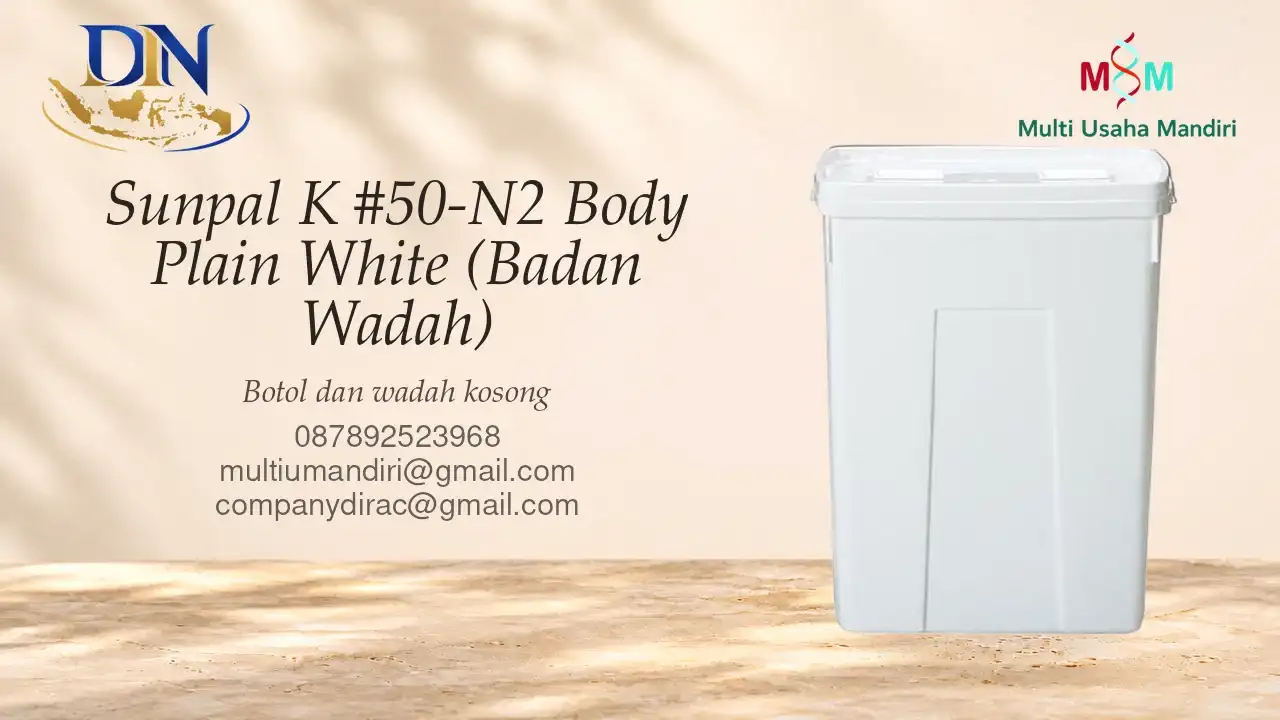 DN
MSM
Multi Usaha Mandiri
Sunpal K #50-N2 Body
Plain White (Badan
Wadah)
Botol dan wadah kosong
087892523968
multiumandiri@gmail.com
companydirac@gmail.com